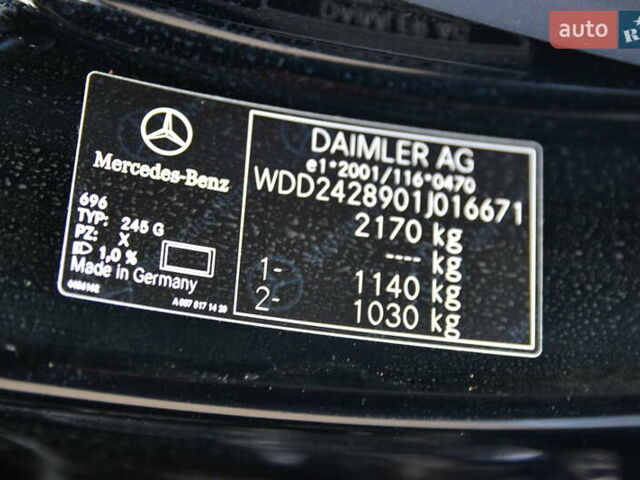 auto
Mercedes-Benz
696
TYP: 245 G
PZ: X
1,0 %
Made in Germany
DAIMLER AG
e1*2001/116*0470
WDD2428901J016671
2170 kg
---- kg
1- 1140 kg
2- 1030 kg